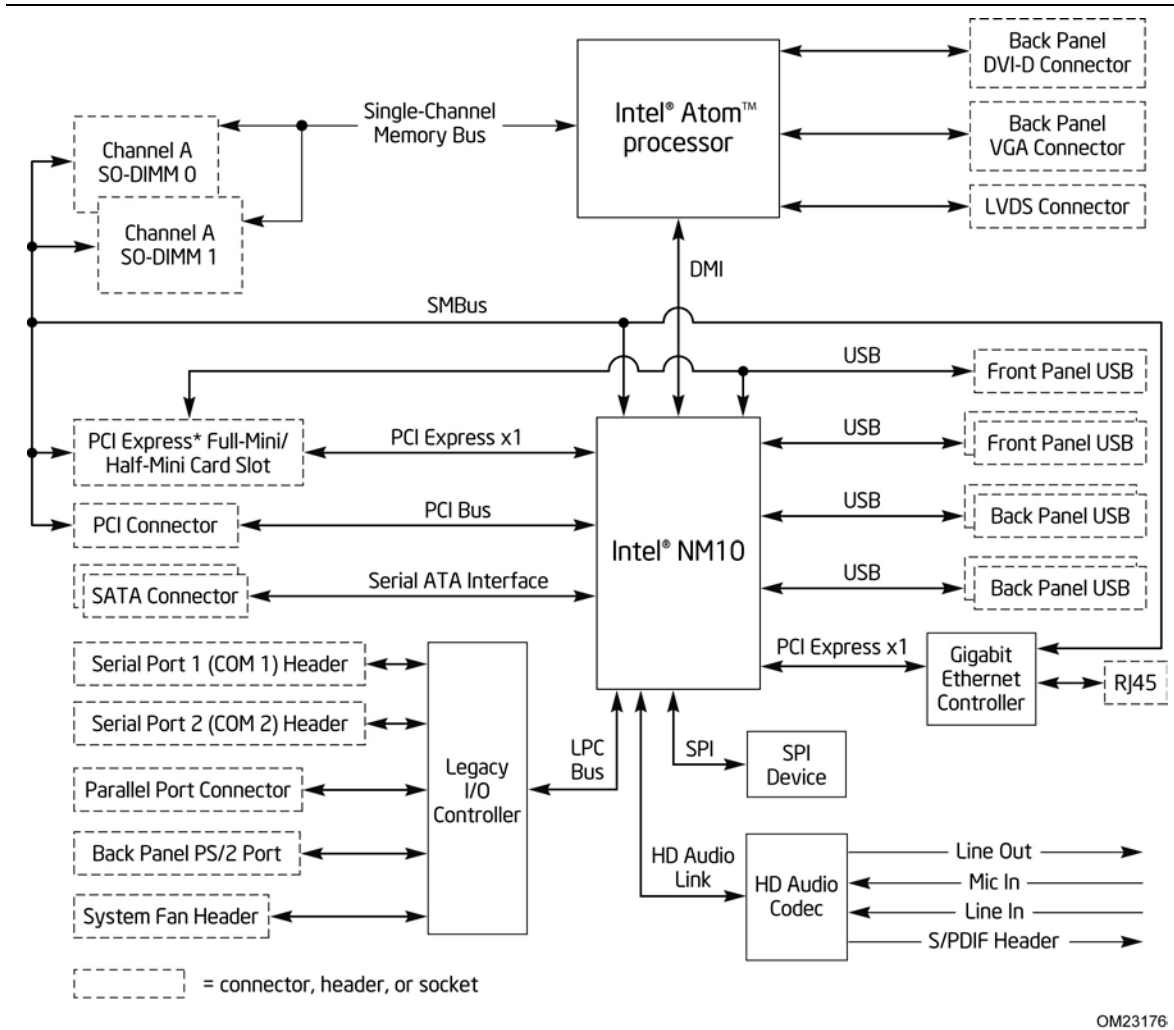 Back Panel
DVI-D Connector
Single-Channel
Memory Bus
Intel® Atom™
processor
Back Panel
VGA Connector
Channel A
SO-DIMM 0
LVDS Connector
Channel A
SO-DIMM 1
DMI
SMBus
USB
Front Panel USB
PCI Express* Full-Mini/
Half-Mini Card Slot
PCI Express x1
USB
Front Panel USB
PCI Connector
PCI Bus
Intel® NM10
USB
Back Panel USB
SATA Connector
Serial ATA Interface
USB
Back Panel USB
Serial Port 1 (COM 1) Header
PCI Express x1
Gigabit
Ethernet
Controller
RJ45
Serial Port 2 (COM 2) Header
Legacy
I/O
Controller
LPC
Bus
SPI
SPI
Device
Parallel Port Connector
Back Panel PS/2 Port
HD Audio
Link
HD Audio
Codec
Line Out
Mic In
Line In
S/PDIF Header
System Fan Header
= connector, header, or socket
OM23176